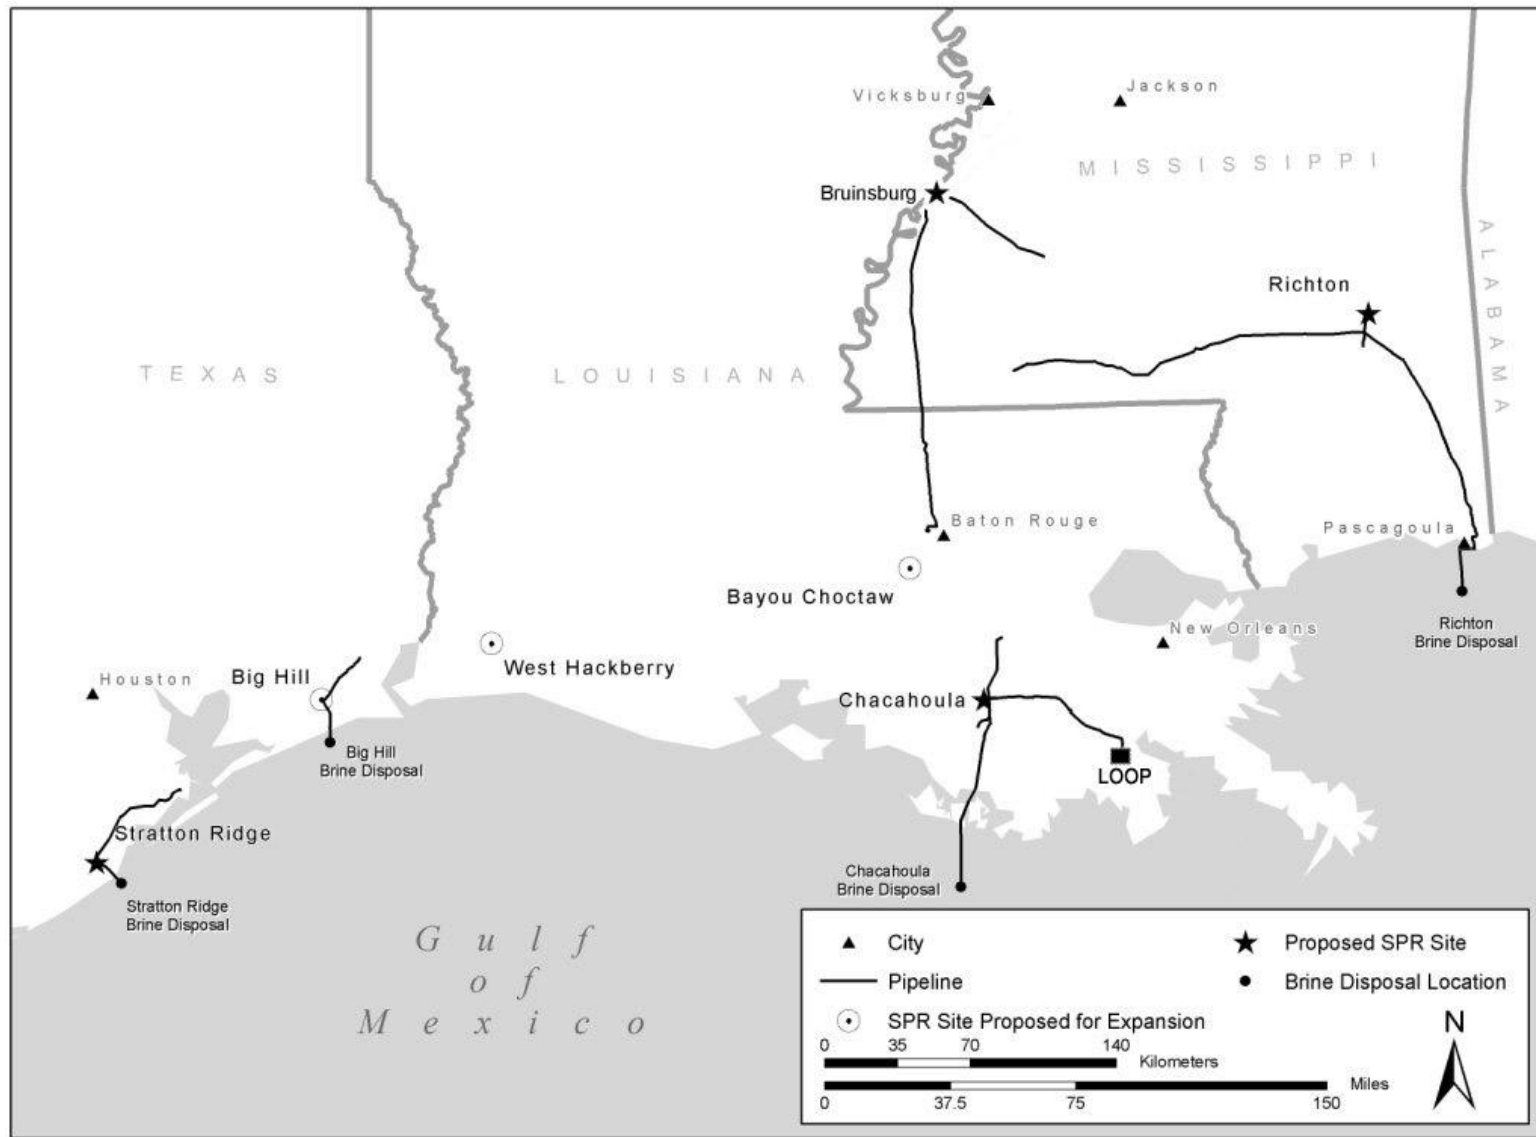 Vicksburg
Jackson
MISSISSIPPI
Bruinsburg
ALABAMA
Richton
TEXAS
LOUISIANA
Baton Rouge
Pascagoula
Bayou Choctaw
Richton
Brine Disposal
New Orleans
West Hackberry
Houston
Big Hill
Chacahoula
Big Hill
Brine Disposal
LOOP
Stratton Ridge
Chacahoula
Brine Disposal
Stratton Ridge
Brine Disposal
Gulf
of
Mexico
City
Proposed SPR Site
Pipeline
Brine Disposal Location
SPR Site Proposed for Expansion
N
0 35 70 140
Kilometers
Miles
0 37.5 75 150